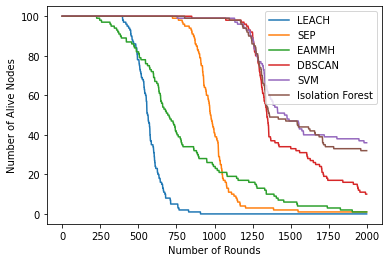 100
80
60
40
20
0
Number of Alive Nodes
LEACH
SEP
EAMMH
DBSCAN
SVM
Isolation Forest
0 250 500 750 1000 1250 1500 1750 2000
Number of Rounds